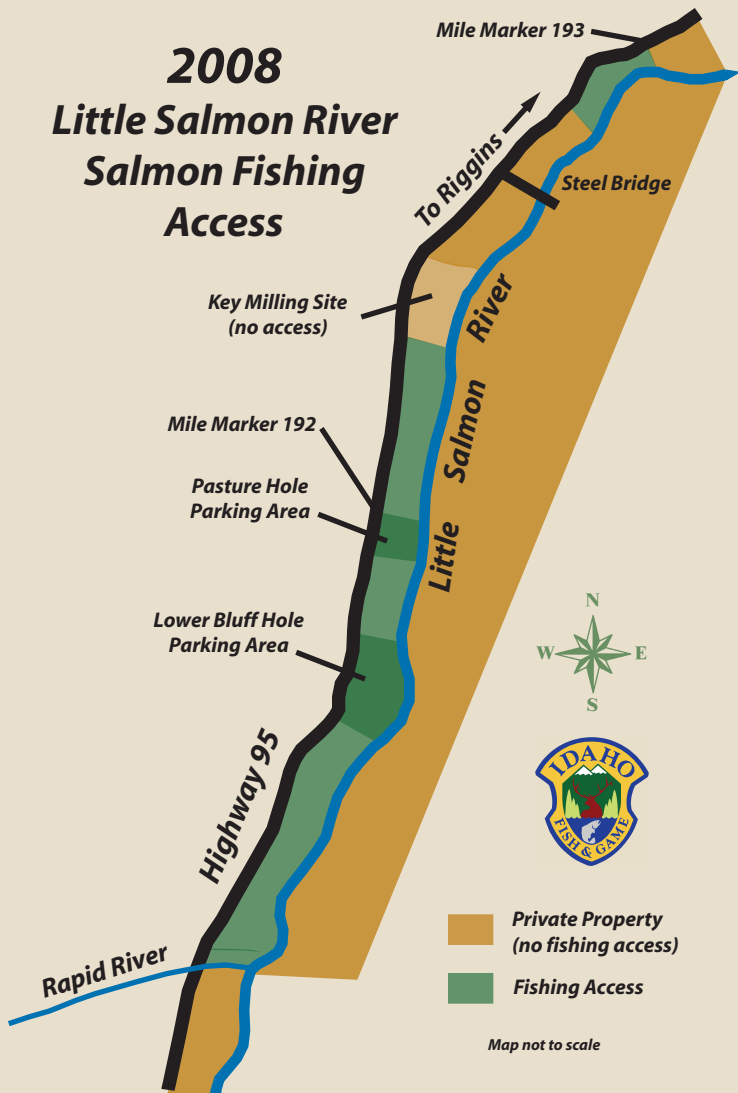 2008
Little Salmon River
Salmon Fishing
Access
Mile Marker 193
To Riggins
Steel Bridge
Key Milling Site
(no access)
Little Salmon River
Mile Marker 192
Pasture Hole
Parking Area
Lower Bluff Hole
Parking Area
N
W E
S
IDAHO
FISH & GAME
Highway 95
Rapid River
Private Property
(no fishing access)
Fishing Access
Map not to scale